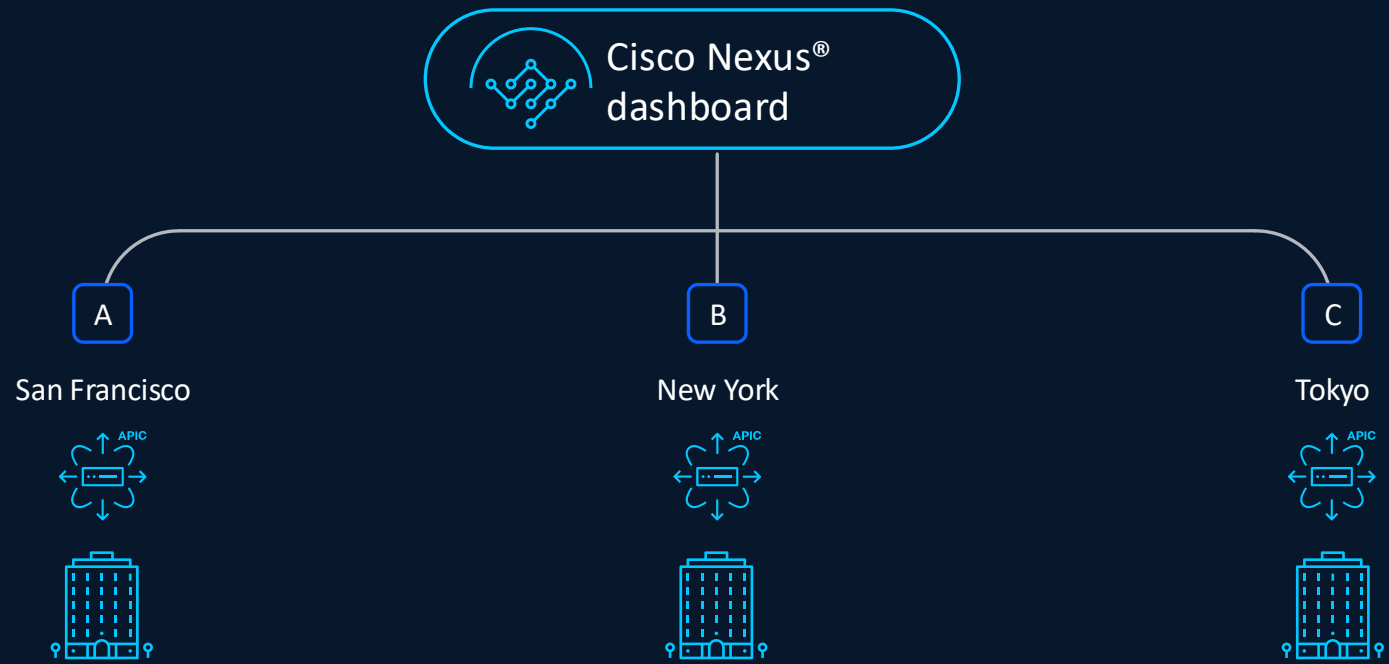 Cisco Nexus®
dashboard
A
B
C
San Francisco
New York
Tokyo
APIC
APIC
APIC